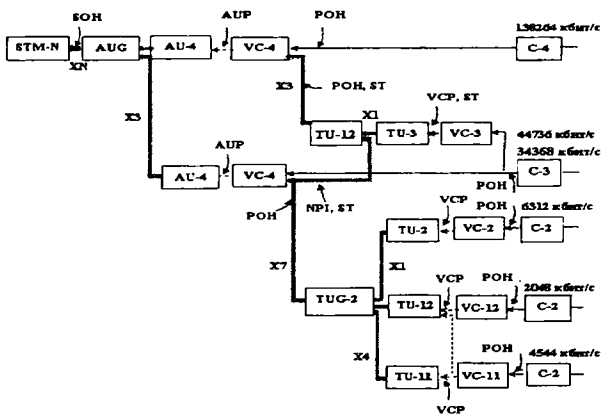 SOH
AUP
POH
138264 кбит/с
STM-N
AUG
AU-4
VC-4
C-4
XN
X3
POH, ST
X3
X1
VCP, ST
TU-12
TU-3
VC-3
44736 кбит/с
34368 кбит/с
AUP
AU-4
VC-4
C-3
POH
NPI, ST
POH
VCP
POH
6312 кбит/с
TU-2
VC-2
C-2
X7
X1
VCP
POH
2048 кбит/с
TUG-2
TU-12
VC-12
C-2
X4
POH
4544 кбит/с
TU-11
VC-11
C-2
VCP